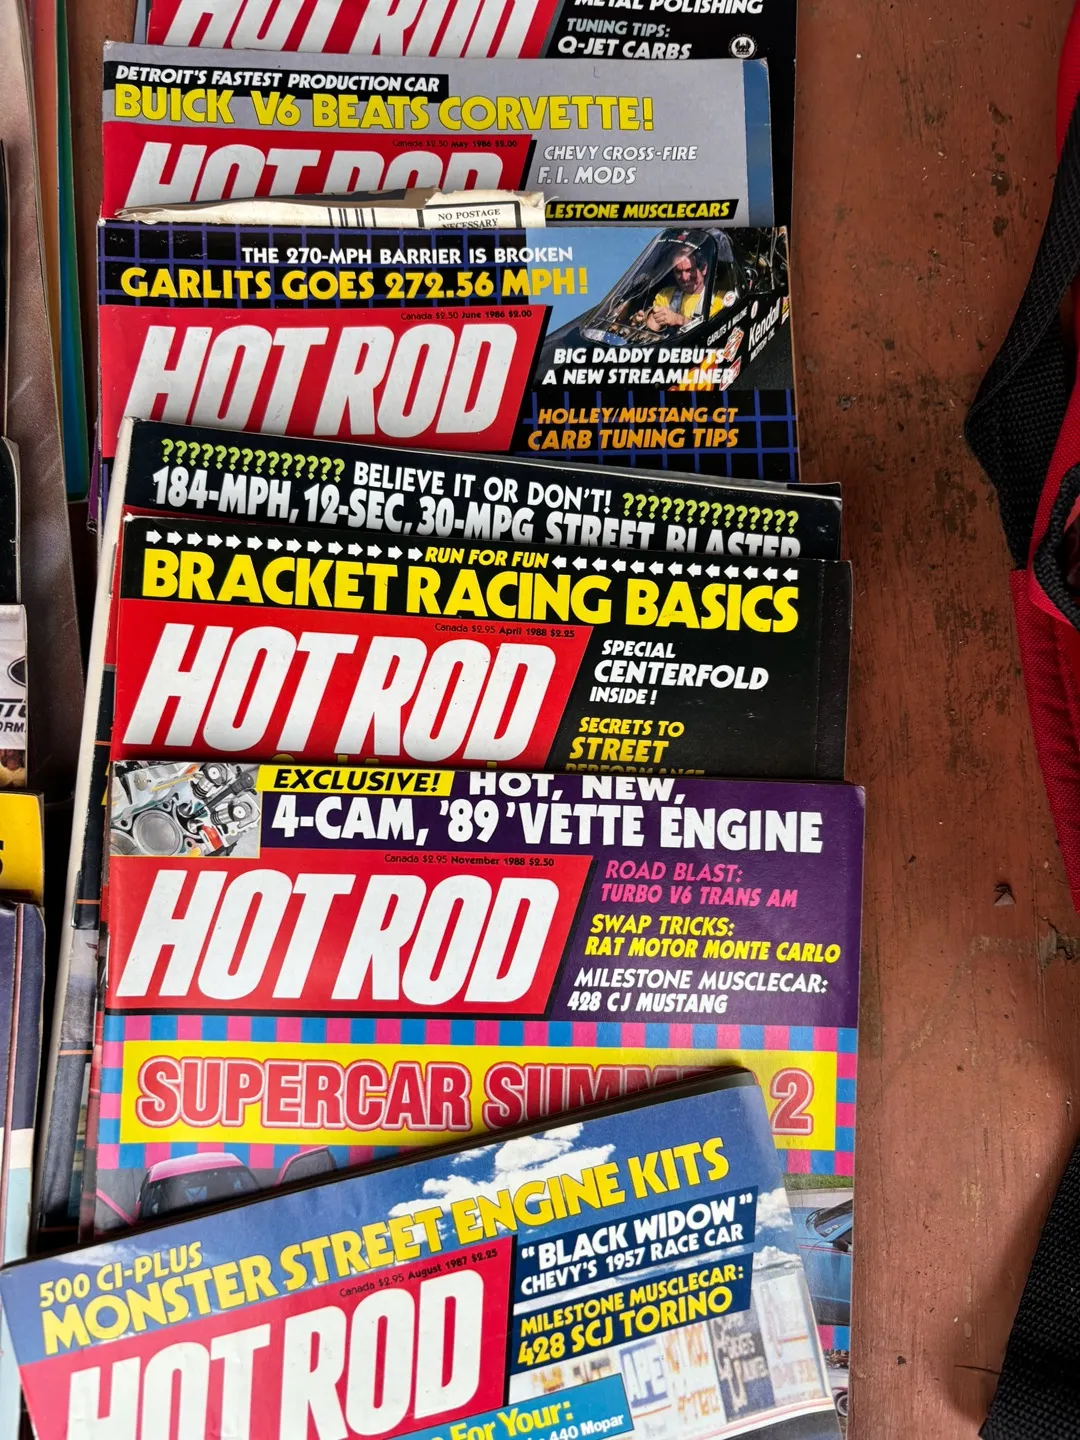 HOT ROD
METAL POLISHING
TUNING TIPS:
Q-JET CARBS
DETROIT'S FASTEST PRODUCTION CAR
BUICK V6 BEATS CORVETTE!
Canada $2.50 May 1986 $2.00
HOT ROD
CHEVY CROSS-FIRE
F.I. MODS
LESTONE MUSCLECARS
NO POSTAGE
NECESSARY
THE 270-MPH BARRIER IS BROKEN
GARLITS GOES 272.56 MPH!
Canada $2.50 June 1986 $2.00
HOT ROD
Kendall
BIG DADDY DEBUTS
A NEW STREAMLINER
HOLLEY/MUSTANG GT
CARB TUNING TIPS
?????????????? BELIEVE IT OR DON'T! ??????????????
184-MPH, 12-SEC, 30-MPG STREET BLASTER
RUN FOR FUN
BRACKET RACING BASICS
Canada $2.95 April 1988 $2.25
HOT ROD
SPECIAL
CENTERFOLD
INSIDE!
SECRETS TO
STREET
PERFORMANCE
EXCLUSIVE! HOT, NEW,
4-CAM, '89 'VETTE ENGINE
Canada $2.95 November 1988 $2.50
HOT ROD
ROAD BLAST:
TURBO V6 TRANS AM
SWAP TRICKS:
RAT MOTOR MONTE CARLO
MILESTONE MUSCLECAR:
428 CJ MUSTANG
SUPERCAR SUMM 2
500 CI-PLUS
MONSTER STREET ENGINE KITS
Canada $2.95 August 1987 $2.25
HOT ROD
"BLACK WIDOW"
CHEVY'S 1957 RACE CAR
MILESTONE MUSCLECAR:
428 SCJ TORINO
For Your:
440 Mopar